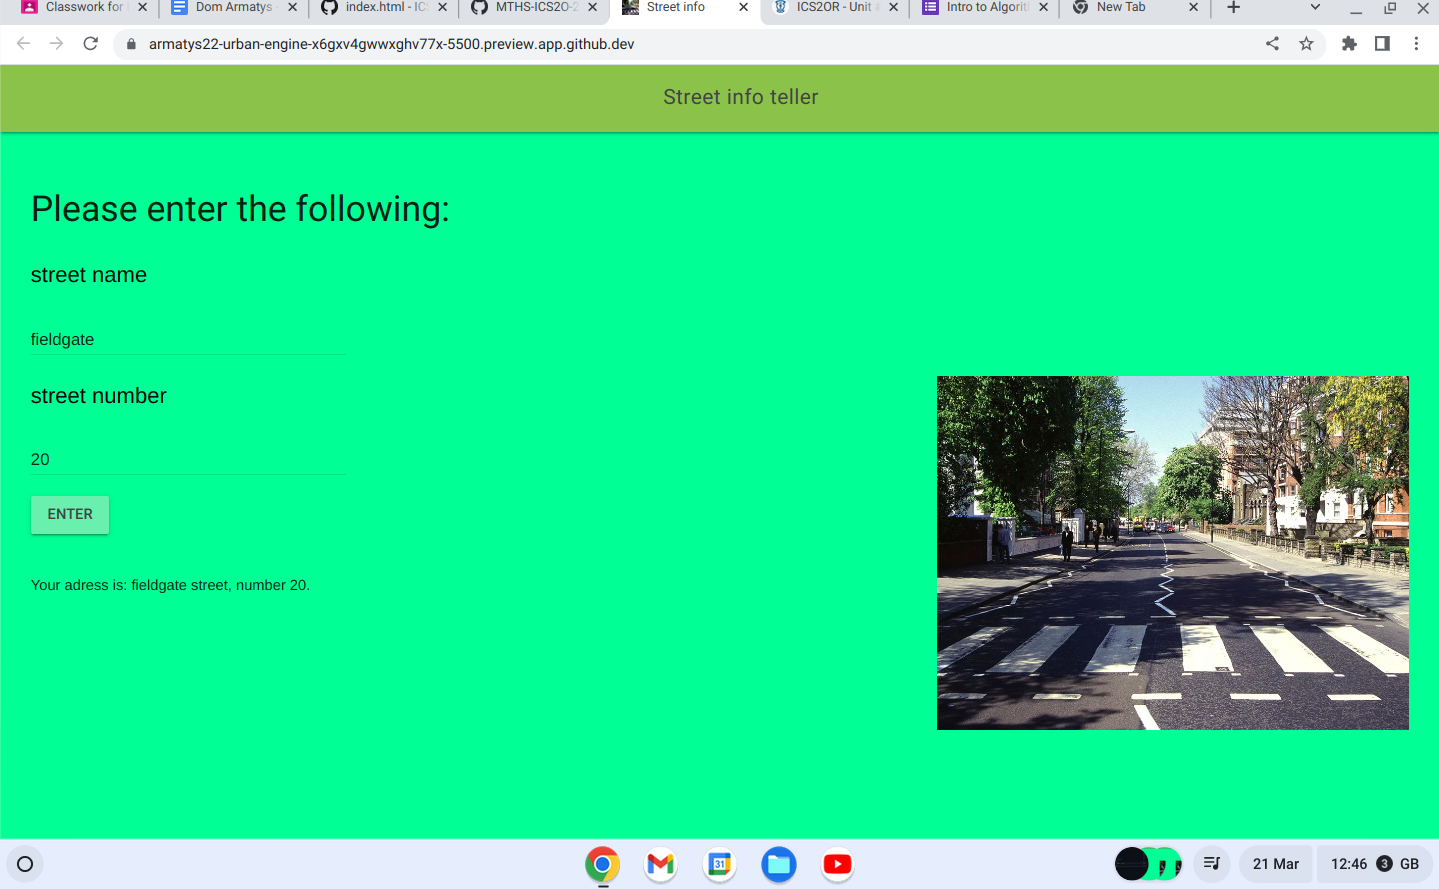 Classwork for
Dom Armatys
index.html - ICS
MTHS-ICS2O-2
Street info
ICS2OR - Unit
Intro to Algorit
New Tab
armatys22-urban-engine-x6gxv4gwwxghv77x-5500.preview.app.github.dev
Street info teller
Please enter the following:
street name
fieldgate
street number
20
ENTER
Your adress is: fieldgate street, number 20.
31
21 Mar
12:46
3
GB